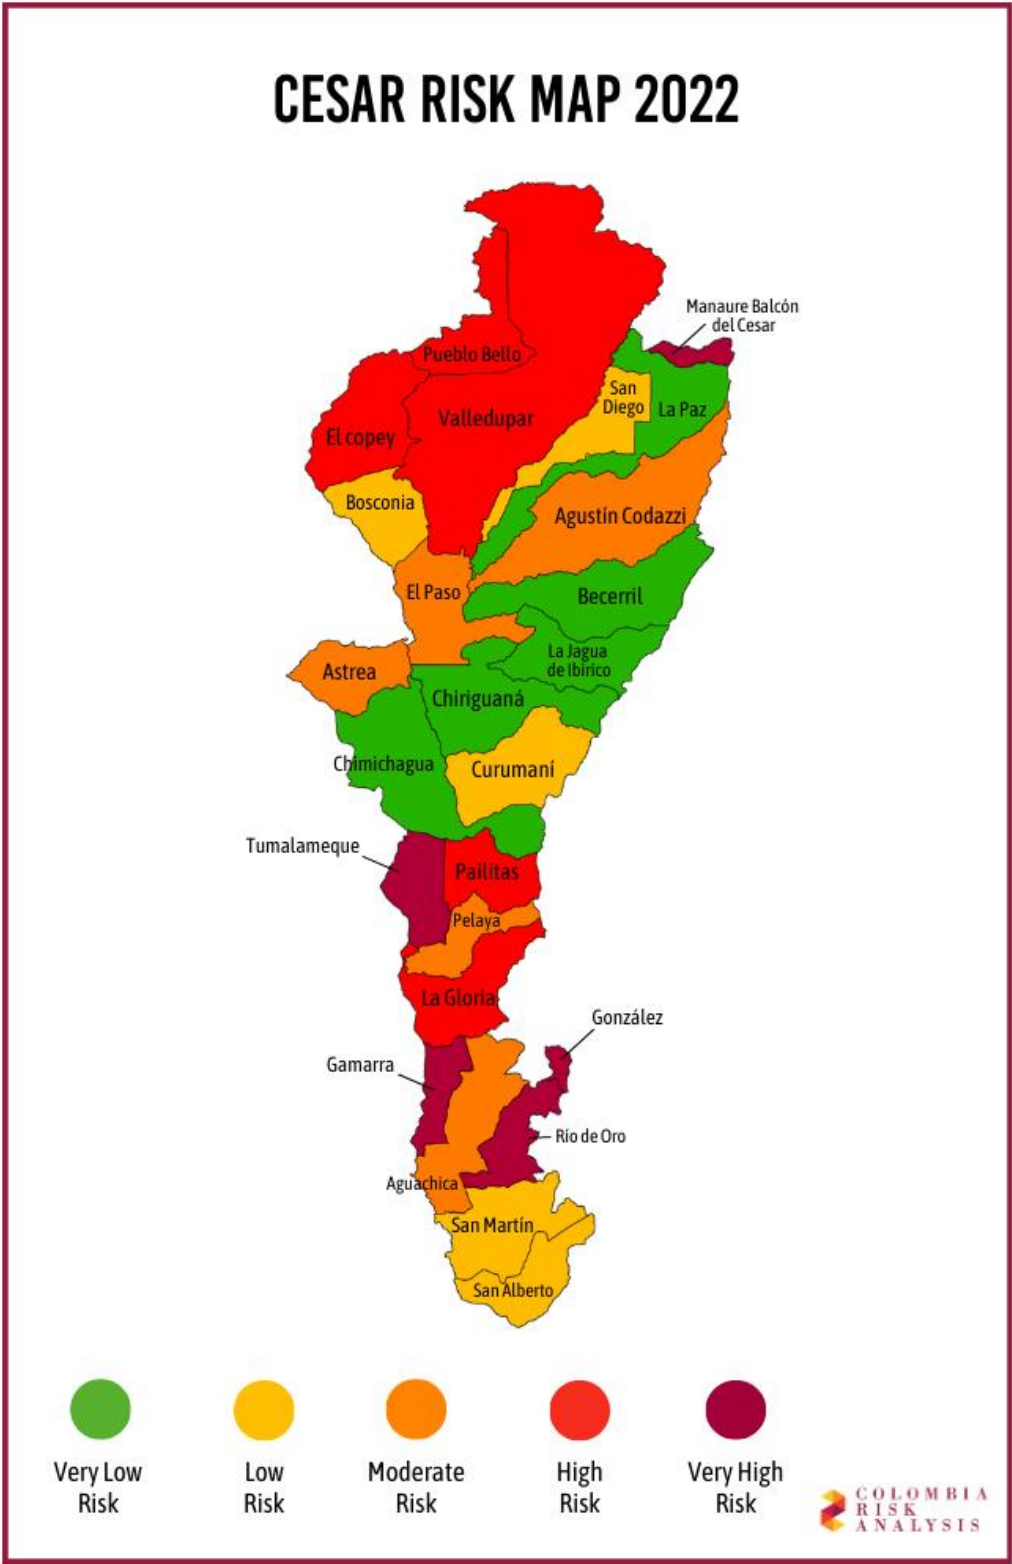 CESAR RISK MAP 2022
Manaure Balcón
del Cesar
Pueblo Bello
San
Diego
La Paz
Valledupar
El copey
Bosconia
Agustín Codazzi
El Paso
Becerril
La Jagua
de Ibirico
Astrea
Chiriguaná
Chimichagua
Curumaní
Tumalameque
Pailitas
Pelaya
La Gloria
González
Gamarra
Río de Oro
Aguachica
San Martín
San Alberto
Very Low
Risk
Low
Risk
Moderate
Risk
High
Risk
Very High
Risk
COLOMBIA
RISK
ANALYSIS